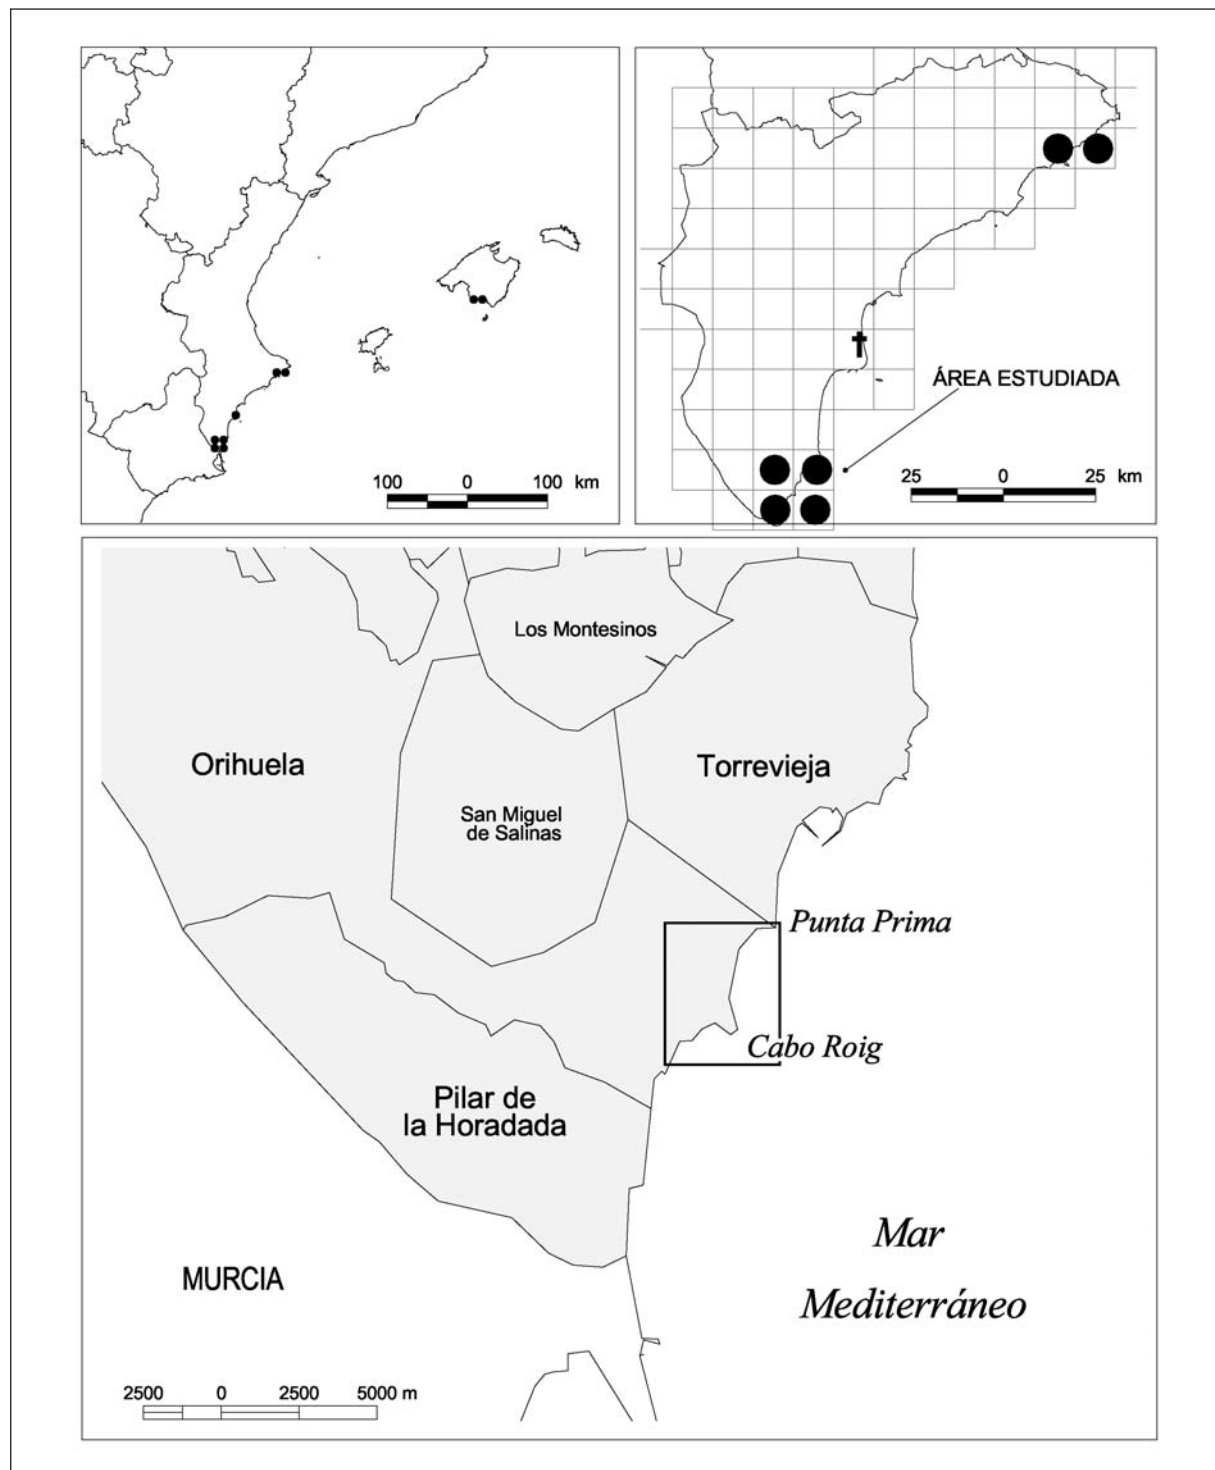 100 0 100 km
ÁREA ESTUDIADA
25 0 25
km
Los Montesinos
Orihuela
Torrevieja
San Miguel
de Salinas
Punta Prima
Cabo Roig
Pilar de
la Horadada
Mar
Mediterráneo
MURCIA
2500 0 2500 5000 m